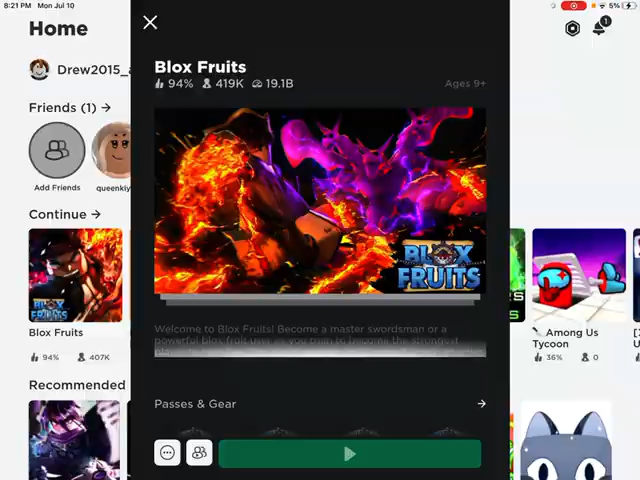 8:21 PM Mon Jul 10
5%
Home
1
Drew2015_a
Friends (1) →
Add Friends
queenkiy
Continue →
BLOX
FRUITS
Blox Fruits
94% 407K
Recommended
Blox Fruits
94% 419K 19.1B
Ages 9+
BLOX
FRUITS
Welcome to Blox Fruits! Become a master swordsman or a
powerful blox fruit user as you train to become the strongest
Passes & Gear →
Among Us
Tycoon
36% 0